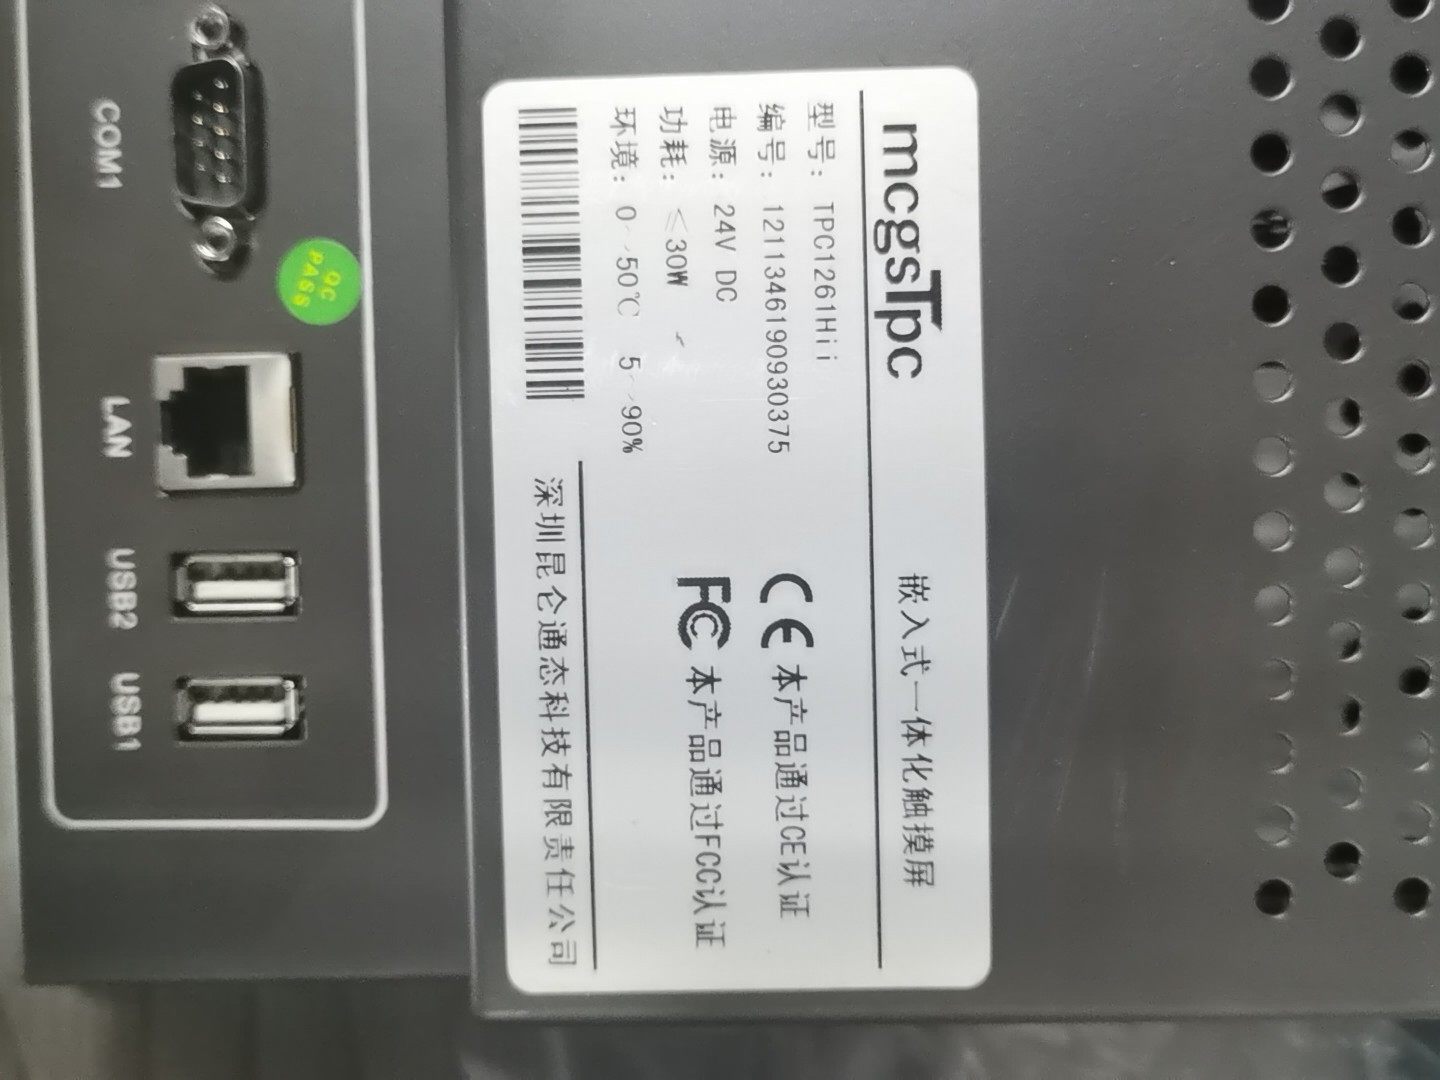 mcgsTpc 嵌入式一体化触摸屏
型号: TPC1261Hii
编号: 1211346190930375
电源: 24V DC
功耗: ≤30W
环境: 0~50℃ 5~90%
CE 本产品通过CE认证
FC 本产品通过FCC认证
深圳昆仑通态科技有限责任公司
COM1
QC
PASS
LAN
USB2
USB1